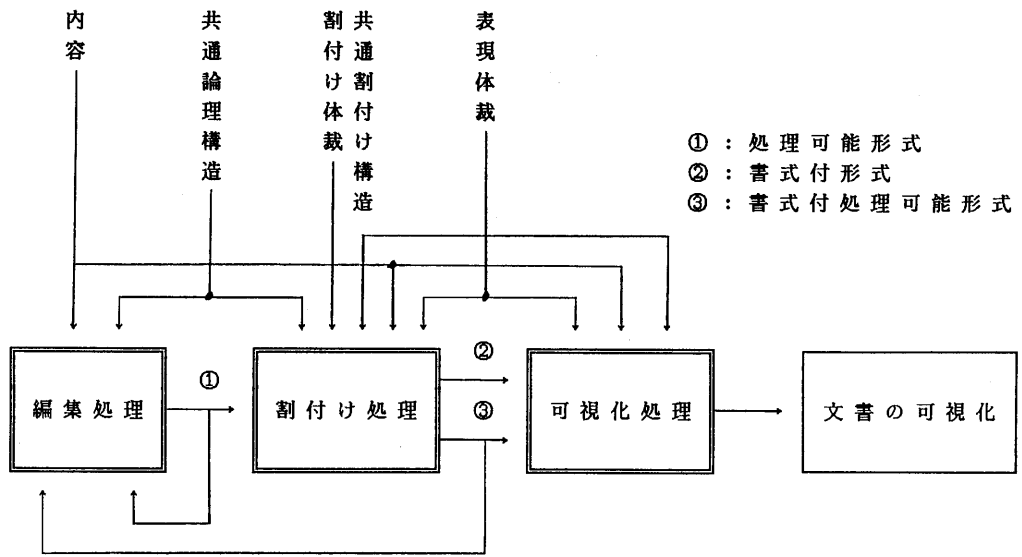 内容
共通論理構造
共通割付け構造
割付け体裁
表現体裁
①：処理可能形式
②：書式付形式
③：書式付処理可能形式
①
②
③
編集処理
割付け処理
可視化処理
文書の可視化